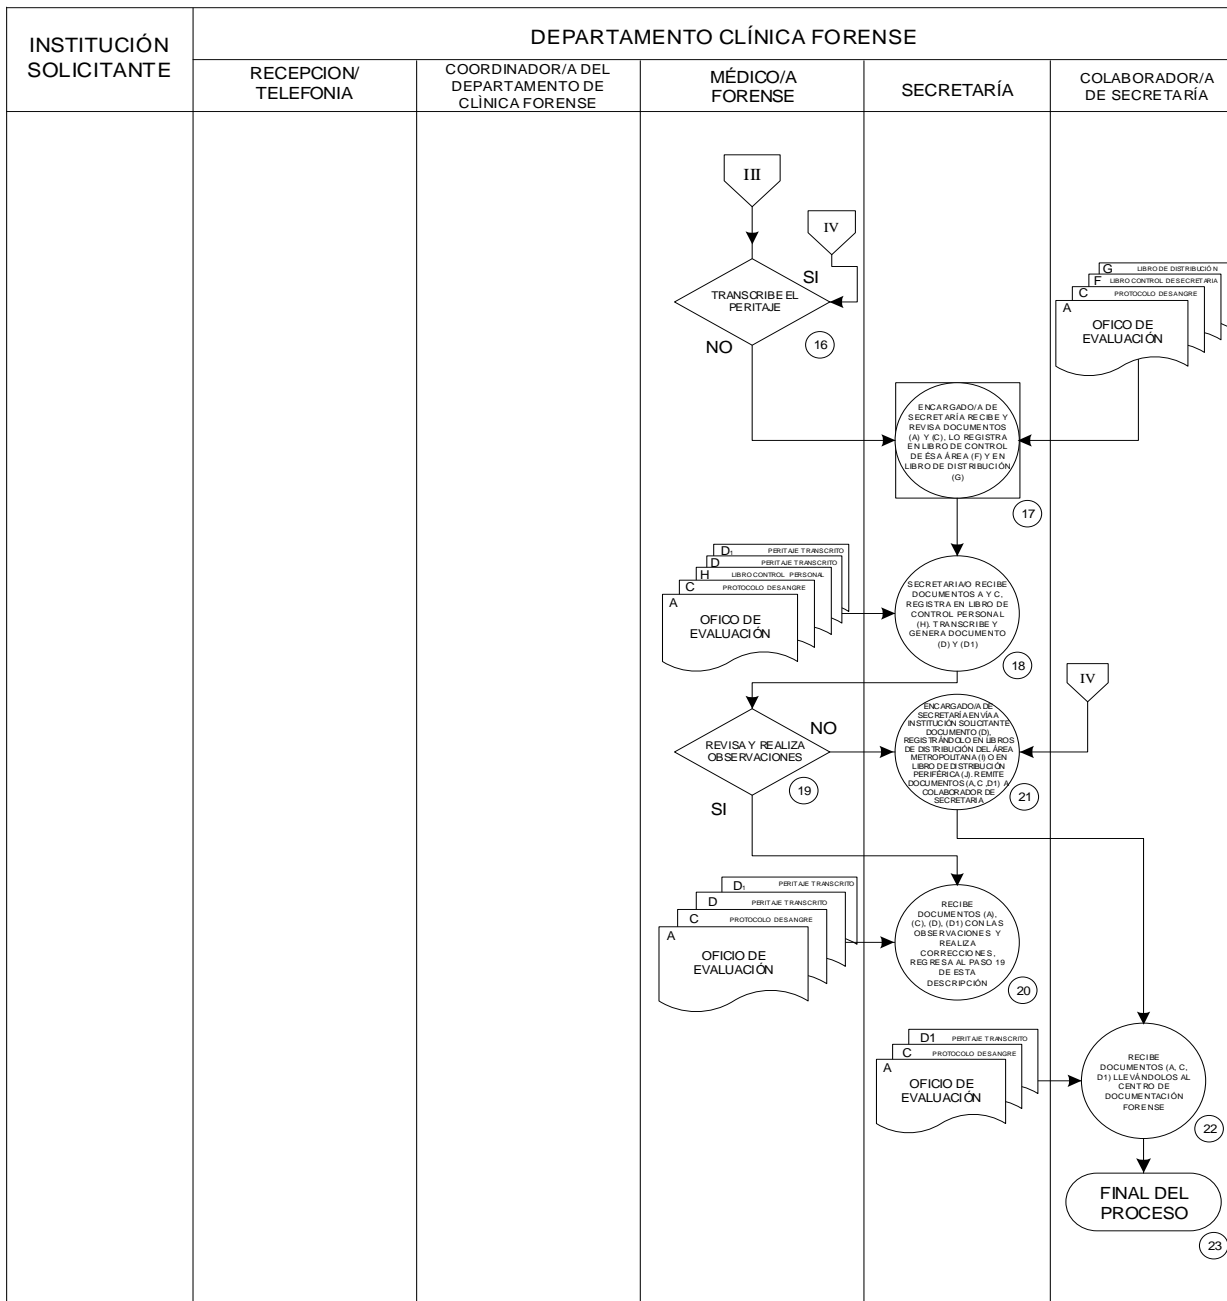 INSTITUCIÓN
SOLICITANTE
DEPARTAMENTO CLÍNICA FORENSE
RECEPCION/
TELEFONIA
COORDINADOR/A DEL
DEPARTAMENTO DE
CLÌNICA FORENSE
MÉDICO/A
FORENSE
SECRETARÍA
COLABORADOR/A
DE SECRETARÍA
III
IV
SI
TRANSCRIBE EL
PERITAJE
NO
16
G LIBRO DE DISTRIBUCIÓN
F LIBRO CONTROL DE SECRETARIA
C PROTOCOLO DE SANGRE
A
OFICO DE
EVALUACIÓN
ENCARGADO/A DE
SECRETARÍA RECIBE Y
REVISA DOCUMENTOS
(A) Y (C), LO REGISTRA
EN LIBRO DE CONTROL
DE ÉSA ÁREA (F) Y EN
LIBRO DE DISTRIBUCIÓN
(G)
17
D1 PERITAJE TRANSCRITO
D PERITAJE TRANSCRITO
H LIBRO CONTROL PERSONAL
C PROTOCOLO DE SANGRE
A
OFICO DE
EVALUACIÓN
SECRETARIA/O RECIBE
DOCUMENTOS A Y C,
REGISTRA EN LIBRO DE
CONTROL PERSONAL
(H). TRANSCRIBE Y
GENERA DOCUMENTO
(D) Y (D1)
18
IV
REVISA Y REALIZA
OBSERVACIONES
NO
SI
19
ENCARGADO/A DE
SECRETARÍA ENVÍA A
INSTITUCIÓN SOLICITANTE
DOCUMENTO (D),
REGISTRÁNDOLO EN LIBROS
DE DISTRIBUCIÓN DEL ÁREA
METROPOLITANA (I) O EN
LIBRO DE DISTRIBUCIÓN
PERIFÉRICA (J). REMITE
DOCUMENTOS (A, C ,D1) A
COLABORADOR DE
SECRETARIA
21
D1 PERITAJE TRANSCRITO
D PERITAJE TRANSCRITO
C PROTOCOLO DE SANGRE
A
OFICIO DE
EVALUACIÓN
RECIBE
DOCUMENTOS (A),
(C), (D), (D1) CON LAS
OBSERVACIONES Y
REALIZA
CORRECCIONES,
REGRESA AL PASO 19
DE ESTA
DESCRIPCIÓN
20
D1 PERITAJE TRANSCRITO
C PROTOCOLO DE SANGRE
A
OFICIO DE
EVALUACIÓN
RECIBE
DOCUMENTOS (A, C,
D1) LLEVÁNDOLOS AL
CENTRO DE
DOCUMENTACIÓN
FORENSE
22
FINAL DEL
PROCESO
23